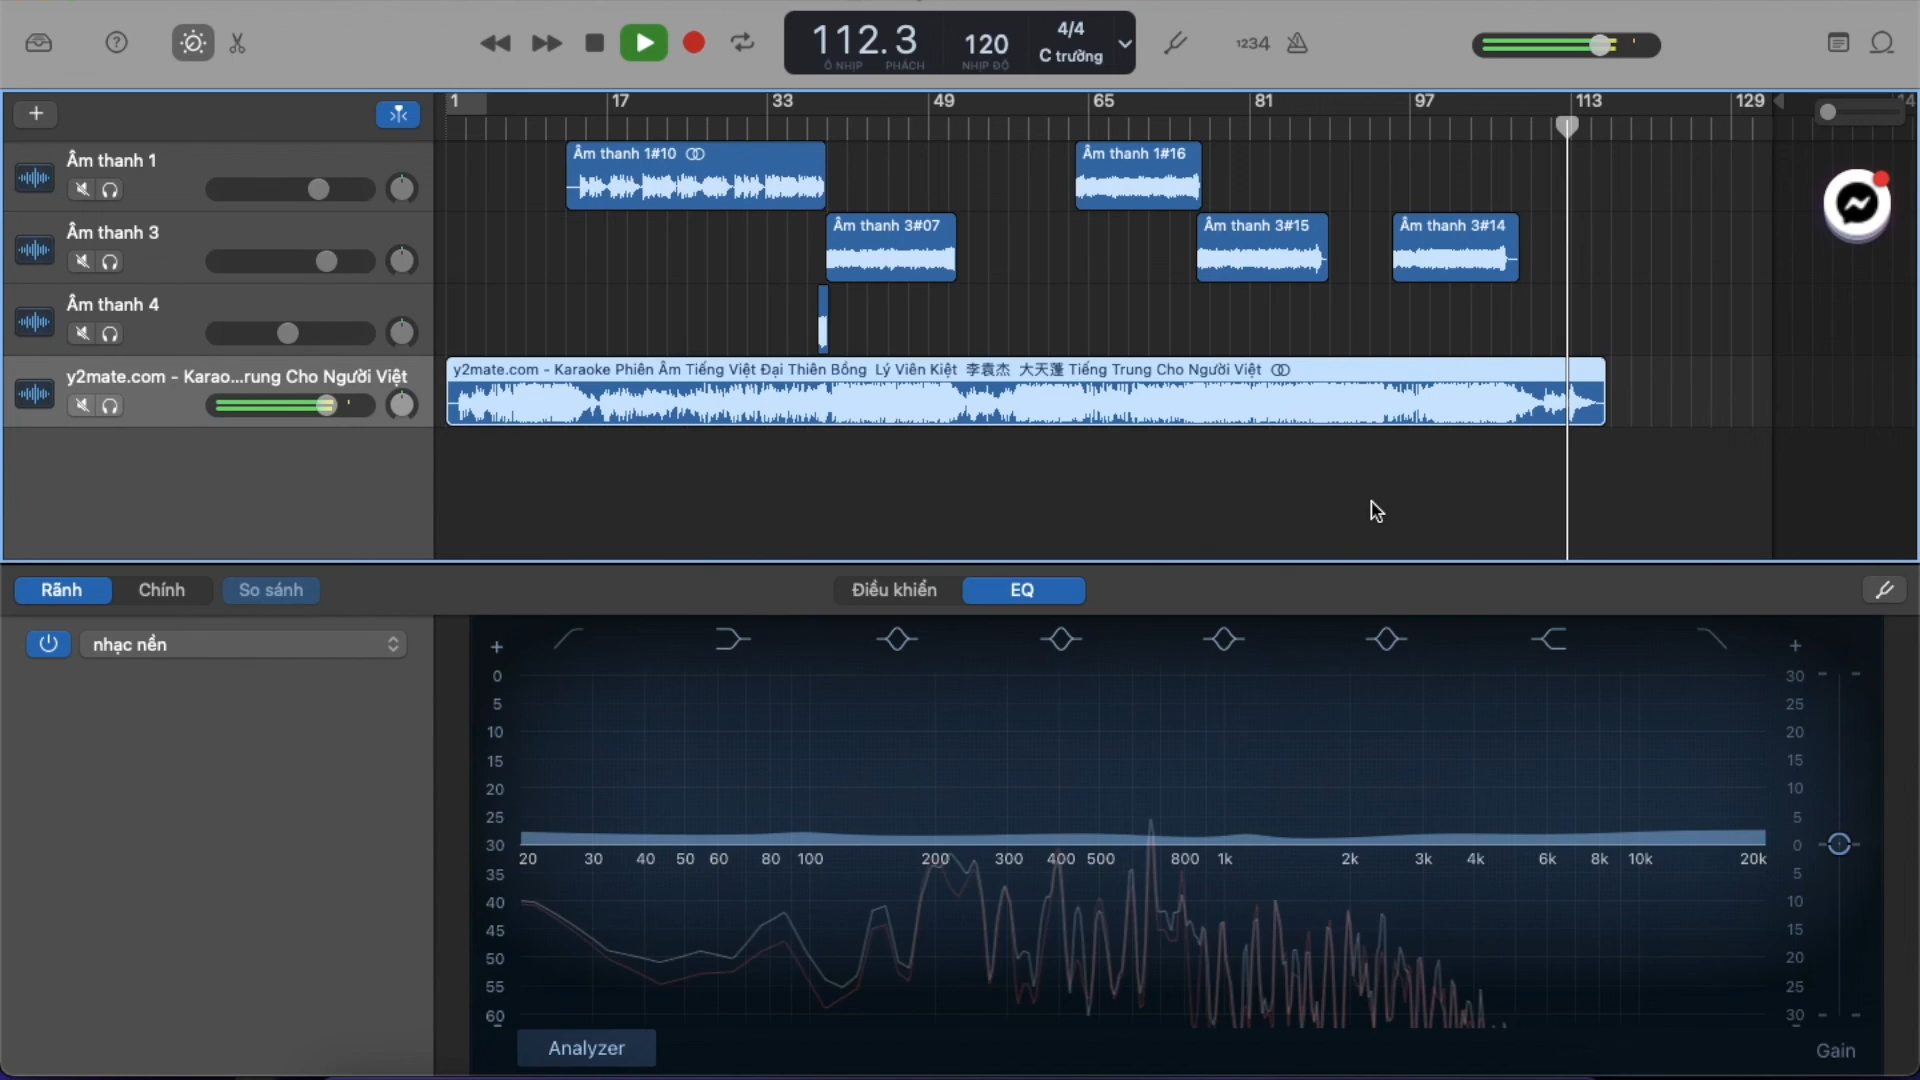 112.3
Ô NHỊP PHÁCH
120
NHỊP ĐỘ
4/4
C trưởng
1234
1 17 33 49 65 81 97 113 129
Âm thanh 1
Âm thanh 1#10
Âm thanh 1#16
Âm thanh 3
Âm thanh 3#07
Âm thanh 3#15
Âm thanh 3#14
Âm thanh 4
y2mate.com - Karao...rung Cho Người Việt
y2mate.com - Karaoke Phiên Âm Tiếng Việt Đại Thiên Bồng Lý Viên Kiệt 李袁杰 大天蓬 Tiếng Trung Cho Người Việt
Rãnh
Chính
So sánh
Điều khiển
EQ
nhạc nền
+ +
0 30
5 25
10 20
15 15
20 10
25 5
30 0
20 30 40 50 60 80 100 200 300 400 500 800 1k 2k 3k 4k 6k 8k 10k 20k
35 5
40 10
45 15
50 20
55 25
60 30
Analyzer
Gain